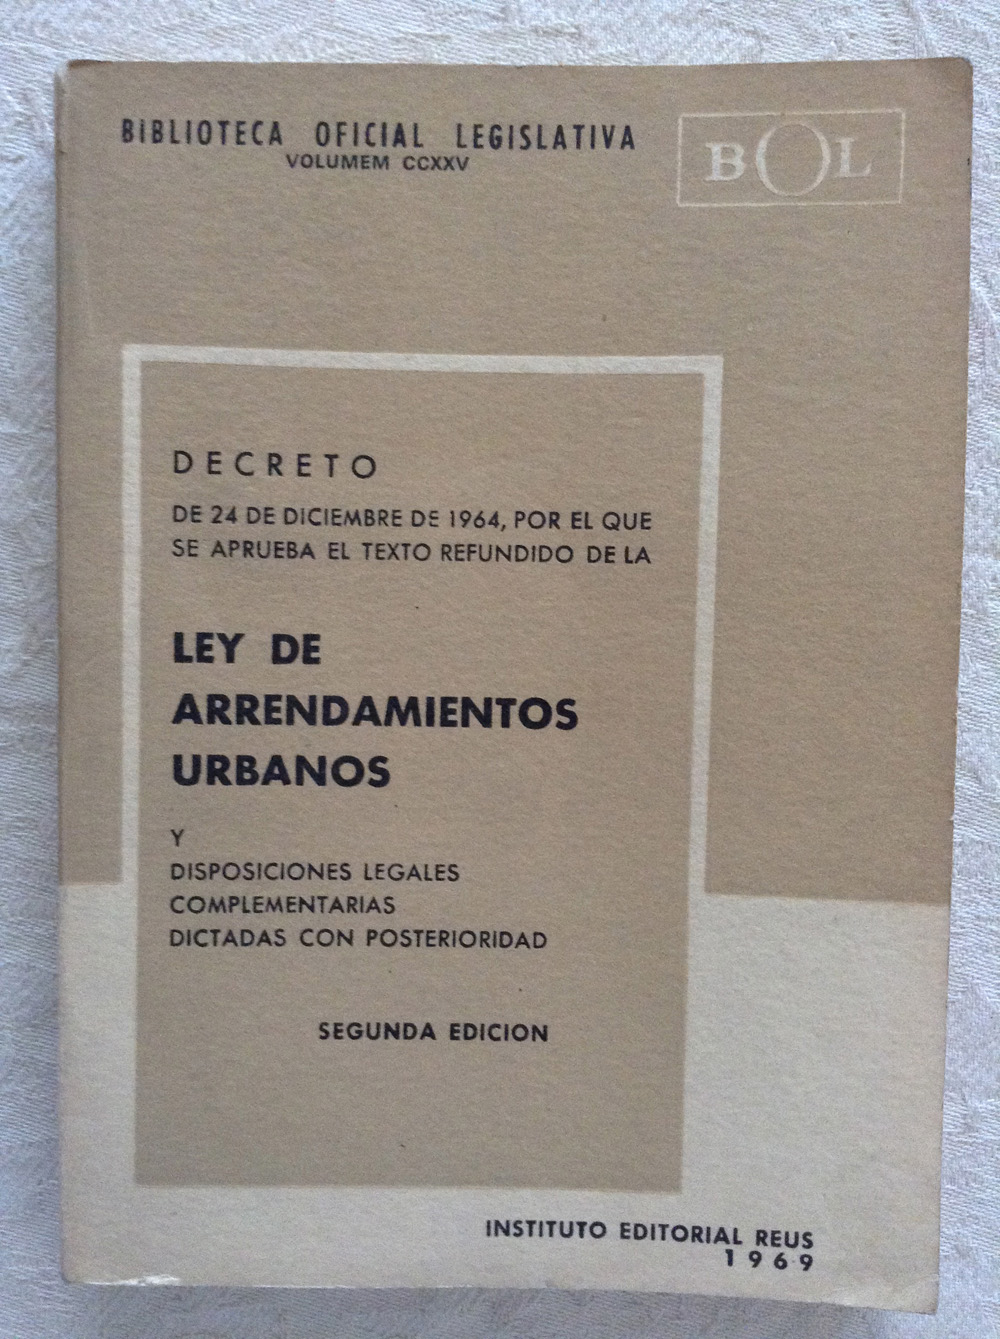 BiBLIOTECA OFICIAL LEGISLATIVA
VOLUMEM CCXXV
BOL
DECRETO
DE 24 DE DICIEMBRE DE 1964, POR EL QUE
SE APRUEBA EL TEXTO REFUNDIDO DE LA
LEY DE
ARRENDAMIENTOS
URBANOS
Y
DISPOSICIONES LEGALES
COMPLEMENTARIAS
DICTADAS CON POSTERIORIDAD
SEGUNDA EDICION
INSTITUTO EDITORIAL REUS
1969